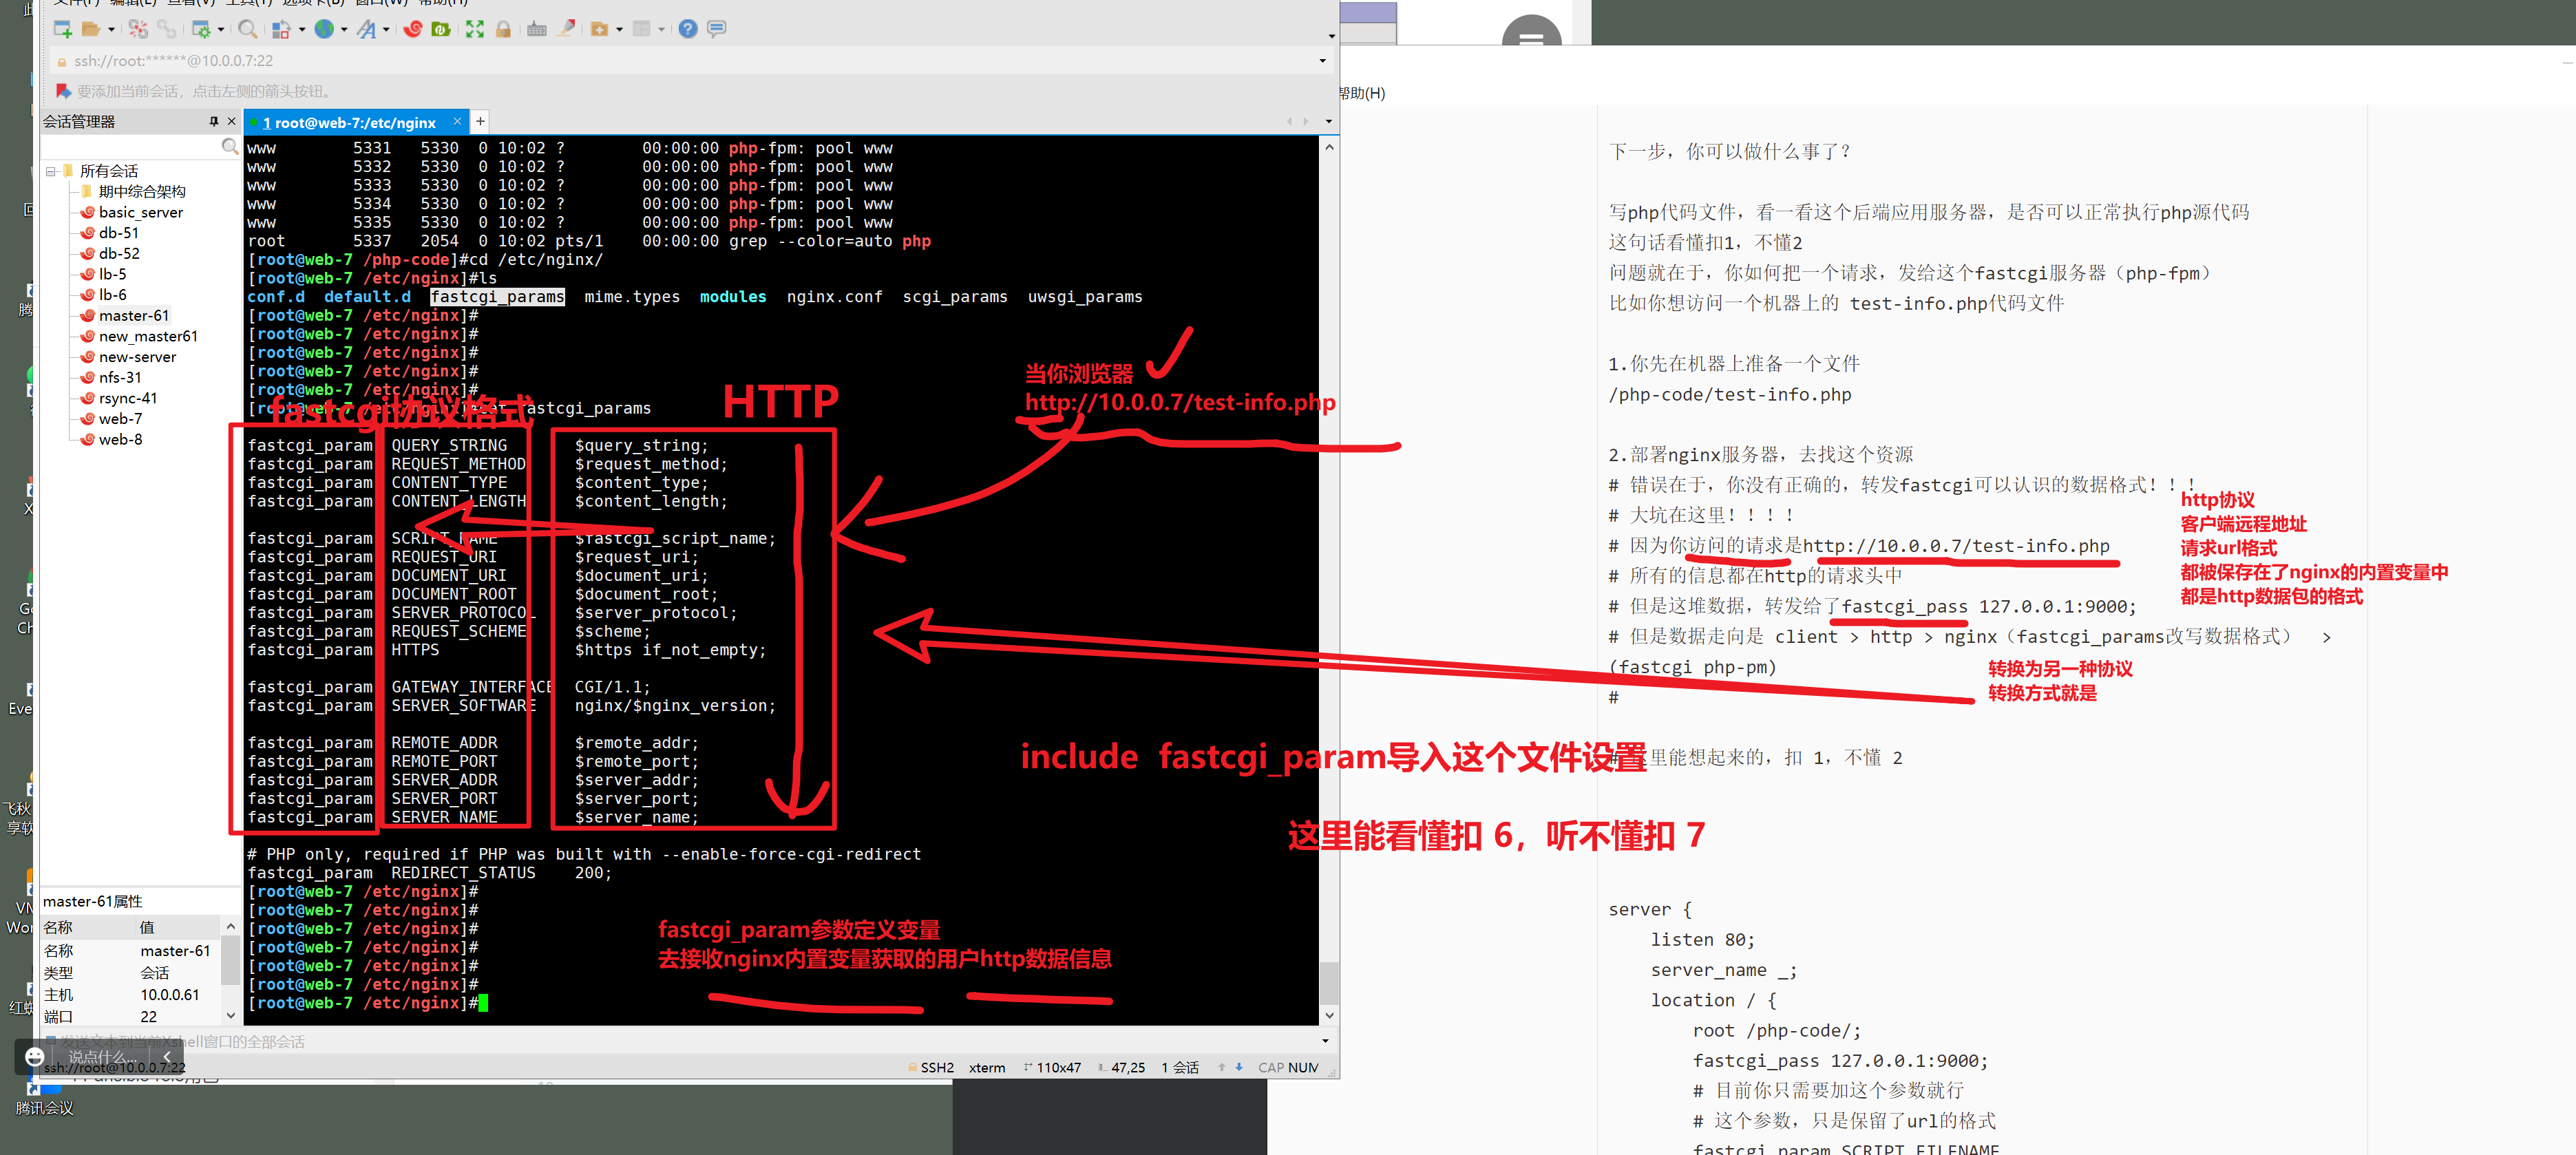 文件(F) 编辑(E) 查看(V) 工具(T) 选项卡(B) 窗口(W) 帮助(H)
ssh://root:******@10.0.0.7:22
要添加当前会话，点击左侧的箭头按钮。
会话管理器
1 root@web-7:/etc/nginx
所有会话
期中综合架构
basic_server
db-51
db-52
lb-5
lb-6
master-61
new_master61
new-server
nfs-31
rsync-41
web-7
web-8
master-61属性
名称 值
名称 master-61
类型 会话
主机 10.0.0.61
端口 22
www 5331 5330 0 10:02 ? 00:00:00 php-fpm: pool www
www 5332 5330 0 10:02 ? 00:00:00 php-fpm: pool www
www 5333 5330 0 10:02 ? 00:00:00 php-fpm: pool www
www 5334 5330 0 10:02 ? 00:00:00 php-fpm: pool www
www 5335 5330 0 10:02 ? 00:00:00 php-fpm: pool www
root 5337 2054 0 10:02 pts/1 00:00:00 grep --color=auto php
[root@web-7 /php-code]#cd /etc/nginx/
[root@web-7 /etc/nginx]#ls
conf.d default.d fastcgi_params mime.types modules nginx.conf scgi_params uwsgi_params
[root@web-7 /etc/nginx]#
[root@web-7 /etc/nginx]#
[root@web-7 /etc/nginx]#
[root@web-7 /etc/nginx]#
[root@web-7 /etc/nginx]#
fastcgi_params
fastcgi协议格式
HTTP
当你浏览器
http://10.0.0.7/test-info.php
fastcgi_param QUERY_STRING $query_string;
fastcgi_param REQUEST_METHOD $request_method;
fastcgi_param CONTENT_TYPE $content_type;
fastcgi_param CONTENT_LENGTH $content_length;
fastcgi_param SCRIPT_NAME $fastcgi_script_name;
fastcgi_param REQUEST_URI $request_uri;
fastcgi_param DOCUMENT_URI $document_uri;
fastcgi_param DOCUMENT_ROOT $document_root;
fastcgi_param SERVER_PROTOCOL $server_protocol;
fastcgi_param REQUEST_SCHEME $scheme;
fastcgi_param HTTPS $https if_not_empty;
fastcgi_param GATEWAY_INTERFACE CGI/1.1;
fastcgi_param SERVER_SOFTWARE nginx/$nginx_version;
fastcgi_param REMOTE_ADDR $remote_addr;
fastcgi_param REMOTE_PORT $remote_port;
fastcgi_param SERVER_ADDR $server_addr;
fastcgi_param SERVER_PORT $server_port;
fastcgi_param SERVER_NAME $server_name;
# PHP only, required if PHP was built with --enable-force-cgi-redirect
fastcgi_param REDIRECT_STATUS 200;
[root@web-7 /etc/nginx]#
[root@web-7 /etc/nginx]#
[root@web-7 /etc/nginx]#
[root@web-7 /etc/nginx]#
[root@web-7 /etc/nginx]#
[root@web-7 /etc/nginx]#
[root@web-7 /etc/nginx]#
fastcgi_param参数定义变量
去接收nginx内置变量获取的用户http数据信息
include fastcgi_param导入这个文件设置
这里能看懂扣 6，听不懂扣 7
发送文本到当前Xshell窗口的全部会话
说点什么...
ssh://root@10.0.0.7:22
SSH2 xterm 110x47 47,25 1 会话 CAP NUM
腾讯会议
帮助(H)
下一步，你可以做什么事了？
写php代码文件，看一看这个后端应用服务器，是否可以正常执行php源代码
这句话看懂扣1，不懂2
问题就在于，你如何把一个请求，发给这个fastcgi服务器（php-fpm）
比如你想访问一个机器上的 test-info.php代码文件
1.你先在机器上准备一个文件
/php-code/test-info.php
2.部署nginx服务器，去找这个资源
# 错误在于，你没有正确的，转发fastcgi可以认识的数据格式！！！
# 大坑在这里！！！！
# 因为你访问的请求是http://10.0.0.7/test-info.php
# 所有的信息都在http的请求头中
# 但是这堆数据，转发给了fastcgi_pass 127.0.0.1:9000;
# 但是数据走向是 client > http > nginx（fastcgi_params改写数据格式） >
(fastcgi php-pm)
#
http协议
客户端远程地址
请求url格式
都被保存在了nginx的内置变量中
都是http数据包的格式
转换为另一种协议
转换方式就是
# 这里能想起来的，扣 1，不懂 2
server {
listen 80;
server_name _;
location / {
root /php-code/;
fastcgi_pass 127.0.0.1:9000;
# 目前你只需要加这个参数就行
# 这个参数，只是保留了url的格式
fastcgi_param SCRIPT_FILENAME